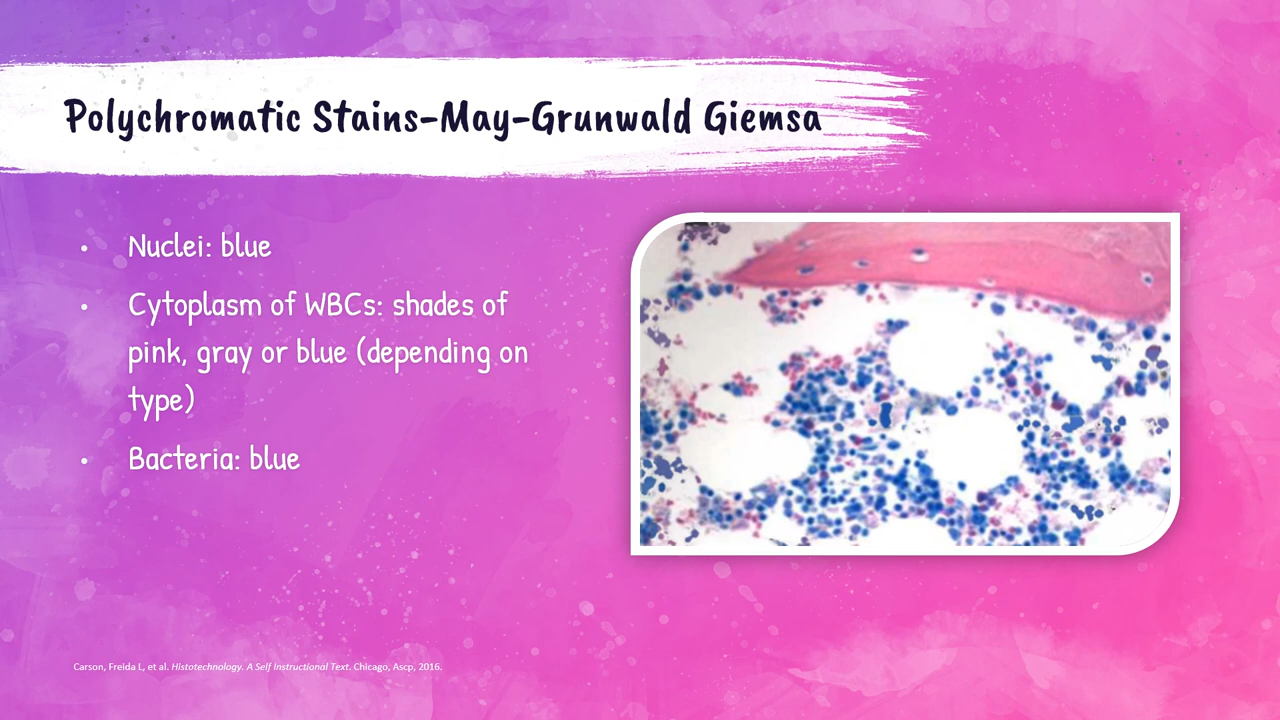 Polychromatic Stains-May-Grunwald Giemsa
• Nuclei: blue
• Cytoplasm of WBCs: shades of
pink, gray or blue (depending on
type)
• Bacteria: blue
Carson, Freida L, et al. Histotechnology. A Self Instructional Text. Chicago, Ascp, 2016.